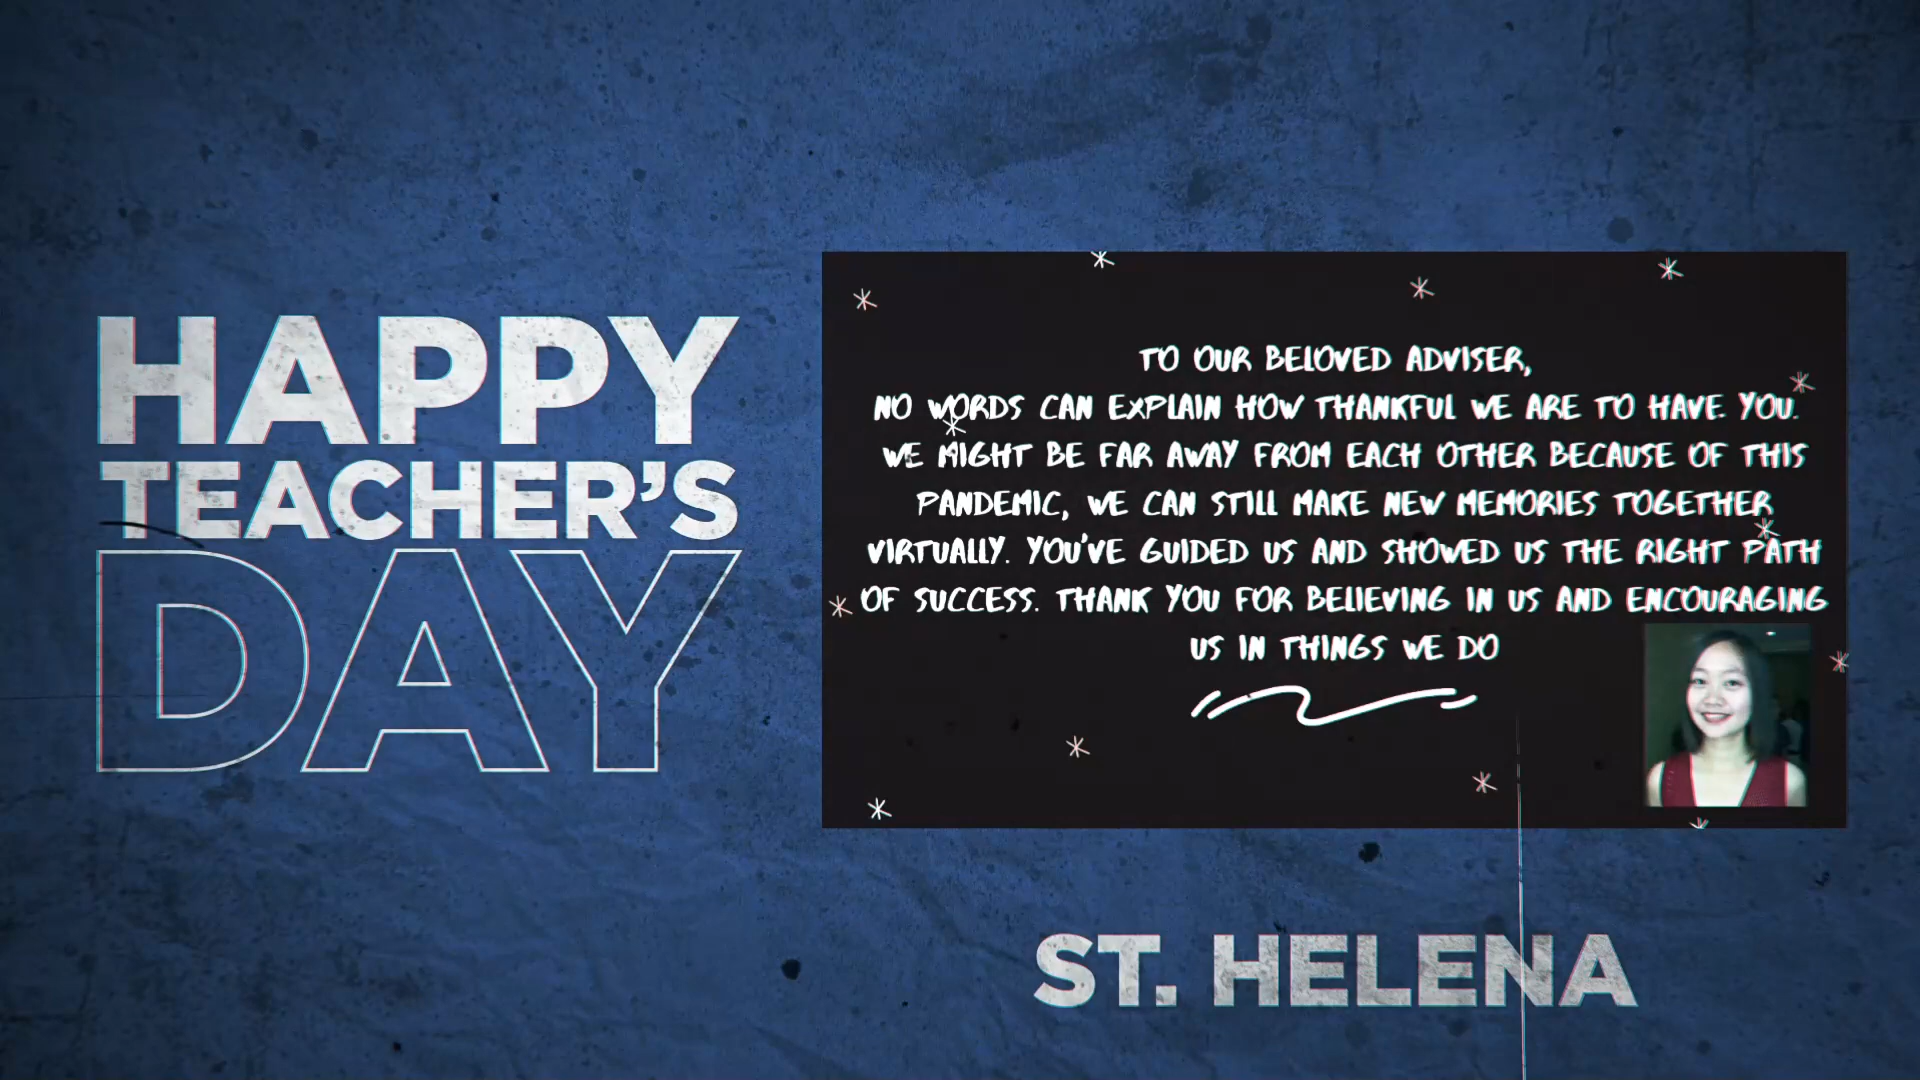 HAPPY
TEACHER'S
DAY
TO OUR BELOVED ADVISER,
NO WORDS CAN EXPLAIN HOW THANKFUL WE ARE TO HAVE YOU.
WE MIGHT BE FAR AWAY FROM EACH OTHER BECAUSE OF THIS
PANDEMIC, WE CAN STILL MAKE NEW MEMORIES TOGETHER
VIRTUALLY. YOU'VE GUIDED US AND SHOWED US THE RIGHT PATH
OF SUCCESS. THANK YOU FOR BELIEVING IN US AND ENCOURAGING
US IN THINGS WE DO
ST. HELENA